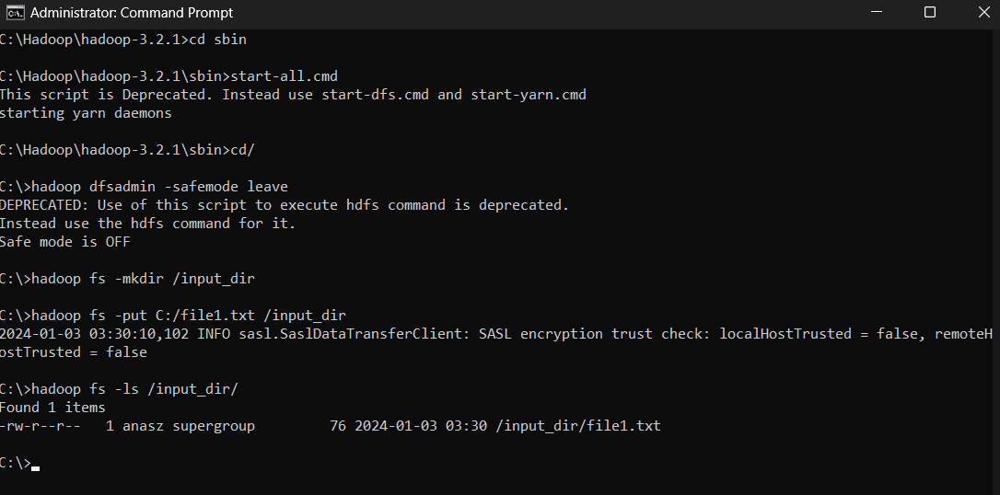 Administrator: Command Prompt
C:\Hadoop\hadoop-3.2.1>cd sbin
C:\Hadoop\hadoop-3.2.1\sbin>start-all.cmd
This script is Deprecated. Instead use start-dfs.cmd and start-yarn.cmd
starting yarn daemons
C:\Hadoop\hadoop-3.2.1\sbin>cd/
C:\>hadoop dfsadmin -safemode leave
DEPRECATED: Use of this script to execute hdfs command is deprecated.
Instead use the hdfs command for it.
Safe mode is OFF
C:\>hadoop fs -mkdir /input_dir
C:\>hadoop fs -put C:/file1.txt /input_dir
2024-01-03 03:30:10,102 INFO sasl.SaslDataTransferClient: SASL encryption trust check: localHostTrusted = false, remoteH
ostTrusted = false
C:\>hadoop fs -ls /input_dir/
Found 1 items
-rw-r--r--   1 anasz supergroup         76 2024-01-03 03:30 /input_dir/file1.txt
C:\>